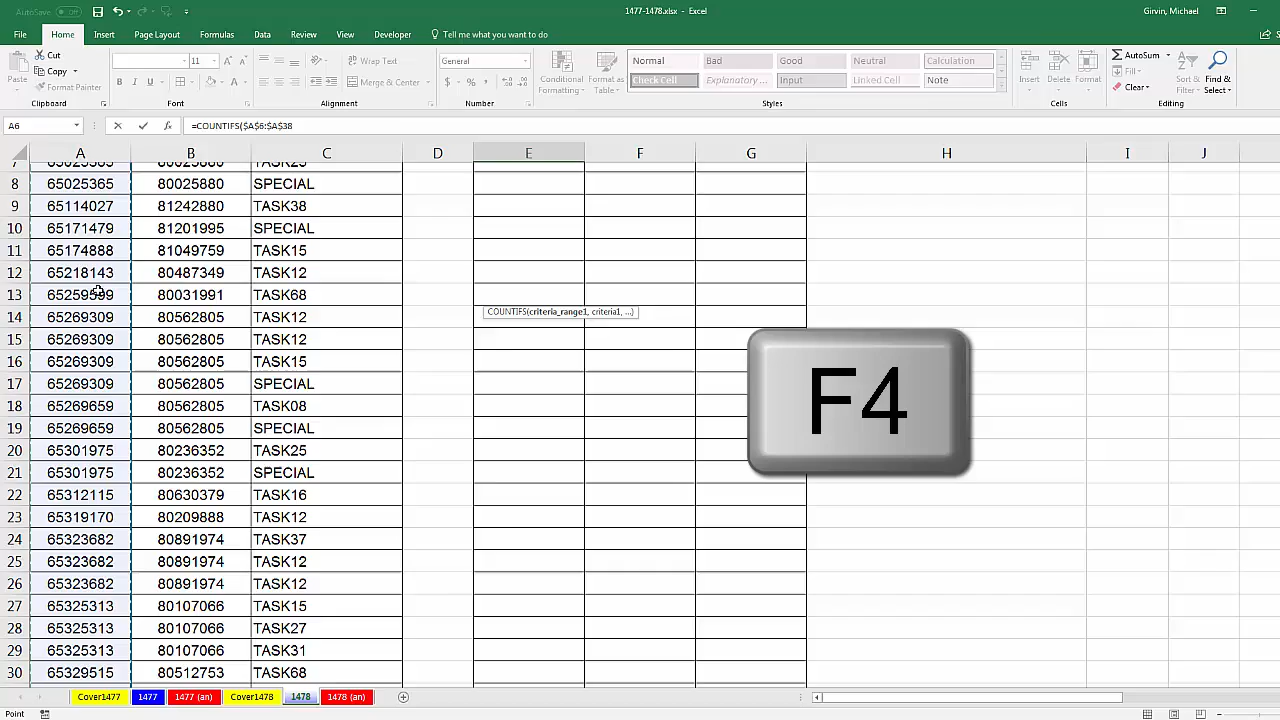 1477-1478.xlsx - Excel
Girvin, Michael
File Home Insert Page Layout Formulas Data Review View Developer Tell me what you want to do
Paste
Cut
Copy
Format Painter
Clipboard
11
B I U
Font
Wrap Text
Merge & Center
Alignment
General
$ % ,
Number
Conditional Formatting
Format as Table
Normal Bad Good Neutral Calculation
Check Cell Explanatory ... Input Linked Cell Note
Styles
Insert Delete Format
Cells
AutoSum
Fill
Clear
Sort & Filter
Find & Select
Editing
A6 fx =COUNTIFS($A$6:$A$38
A B C D E F G H I J
8 65025365 80025880 SPECIAL
9 65114027 81242880 TASK38
10 65171479 81201995 SPECIAL
11 65174888 81049759 TASK15
12 65218143 80487349 TASK12
13 65259599 80031991 TASK68
14 65269309 80562805 TASK12
COUNTIFS(criteria_range1, criteria1, ...)
15 65269309 80562805 TASK12
16 65269309 80562805 TASK15
17 65269309 80562805 SPECIAL
18 65269659 80562805 TASK08
19 65269659 80562805 SPECIAL
20 65301975 80236352 TASK25
21 65301975 80236352 SPECIAL
22 65312115 80630379 TASK16
23 65319170 80209888 TASK12
24 65323682 80891974 TASK37
25 65323682 80891974 TASK12
26 65323682 80891974 TASK12
27 65325313 80107066 TASK15
28 65325313 80107066 TASK27
29 65325313 80107066 TASK31
30 65329515 80512753 TASK68
F4
Cover1477 1477 1477 (an) Cover1478 1478 1478 (an)
Point